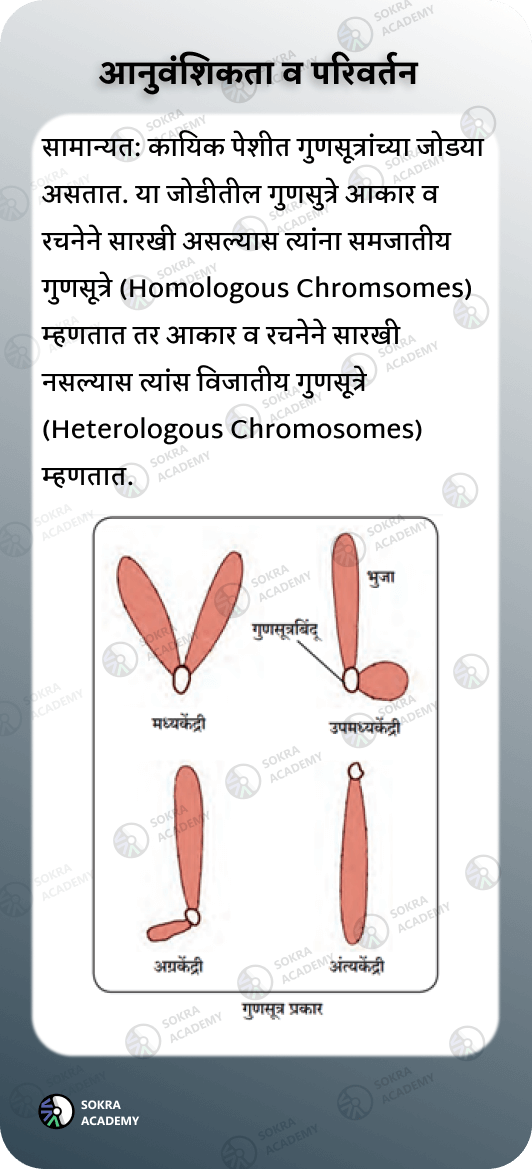 आनुवंशिकता व परिवर्तन
सामान्यत: कायिक पेशीत गुणसूत्रांच्या जोडया
असतात. या जोडीतील गुणसुत्रे आकार व
रचनेने सारखी असल्यास त्यांना समजातीय
गुणसूत्रे (Homologous Chromsomes)
म्हणतात तर आकार व रचनेने सारखी
नसल्यास त्यांस विजातीय गुणसूत्रे
(Heterologous Chromosomes)
म्हणतात.
भुजा
गुणसूत्रबिंदू
मध्यकेंद्री
उपमध्यकेंद्री
अग्रकेंद्री
अंत्यकेंद्री
गुणसूत्र प्रकार
SOKRA
ACADEMY